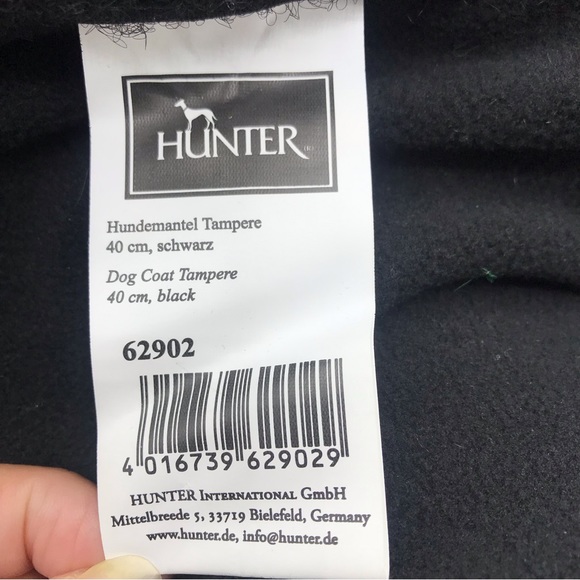 HUNTER
Hundemantel Tampere
40 cm, schwarz
Dog Coat Tampere
40 cm, black
62902
4 016739 629029
HUNTER INTERNATIONAL GmbH
Mittelbreede 5, 33719 Bielefeld, Germany
www.hunter.de, info@hunter.de